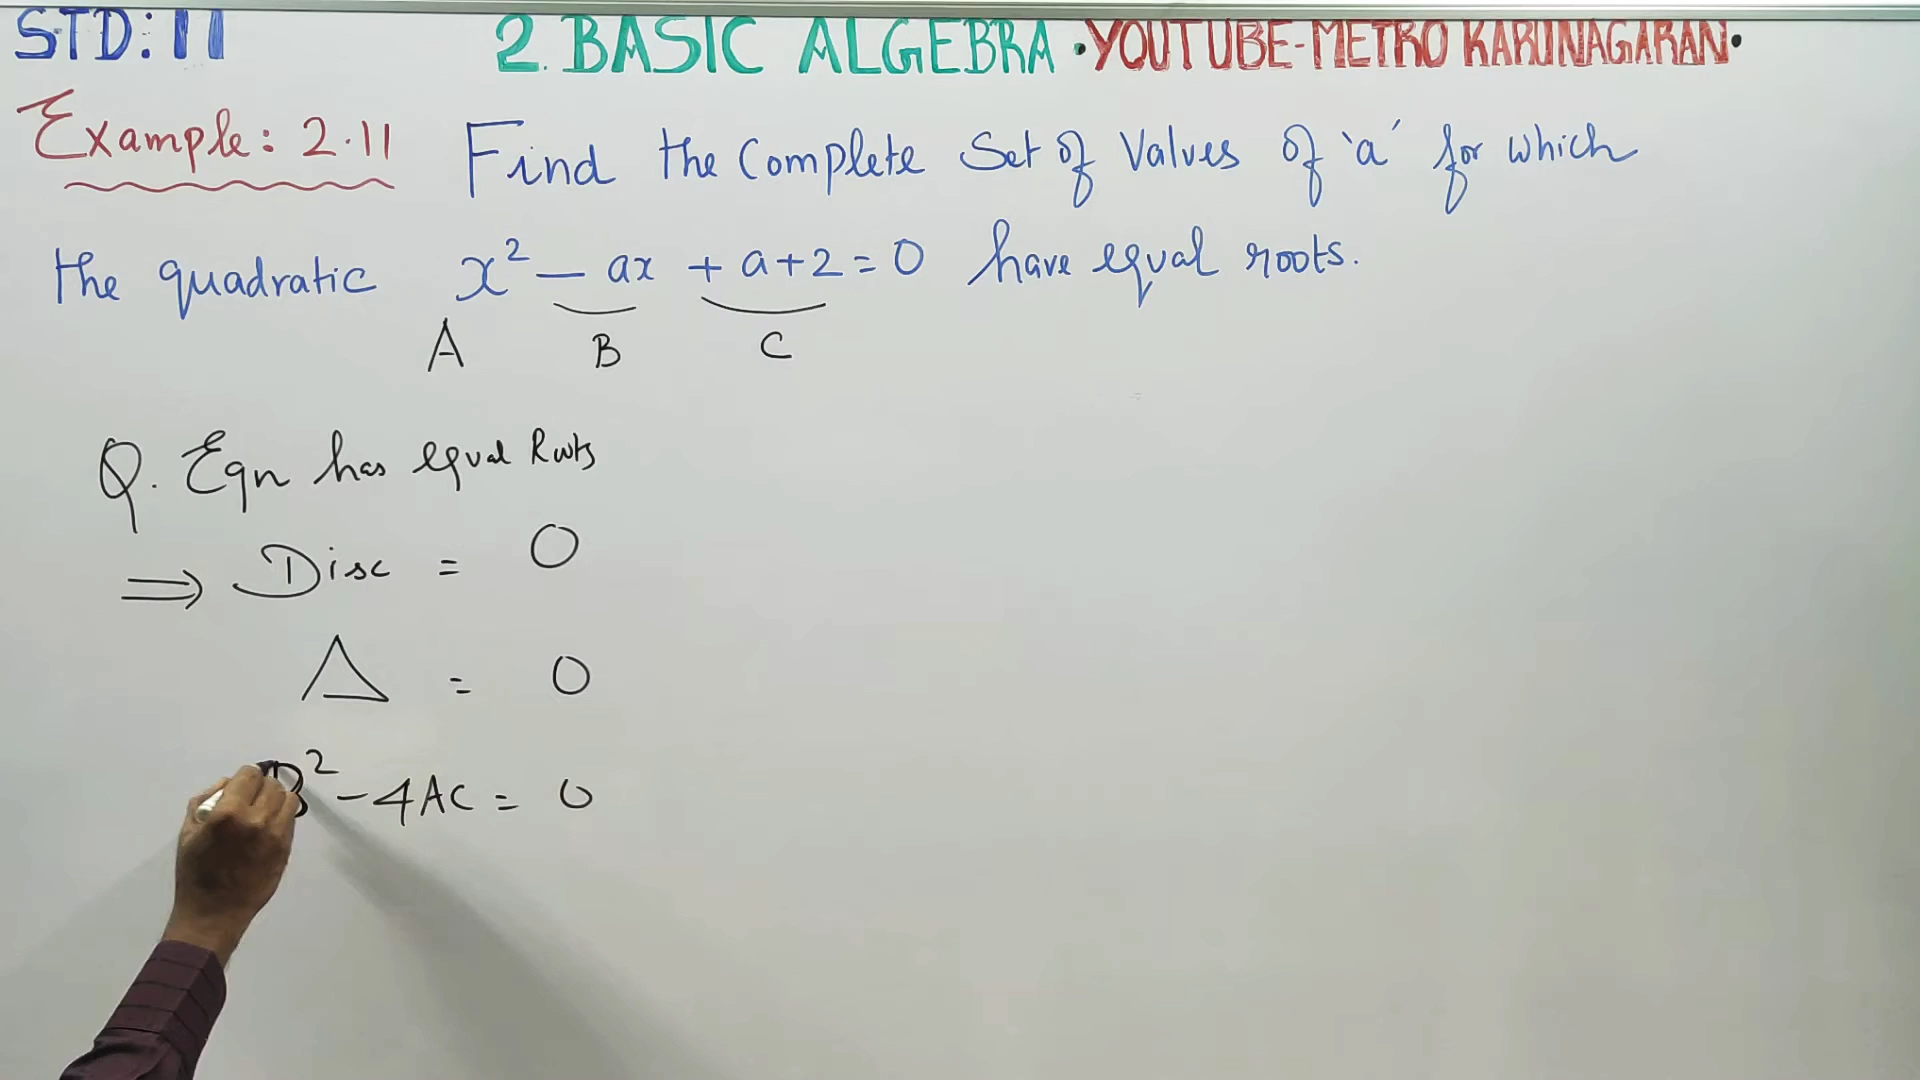 STD: 11 2. BASIC ALGEBRA • YOUTUBE-METRO KARUNAGARAN •
Example: 2.11 Find the Complete Set of Values of 'a' for which
the quadratic x² - ax + a+2 = 0 have equal roots.
A B C
Q. Eqn has equal Roots
⇒ Disc = 0
Δ = 0
B² - 4AC = 0